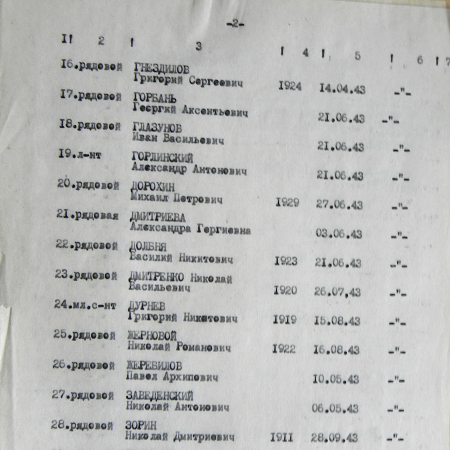 -2-
I! 2 ! 3 ! 4 ! 5 ! 6 ! 7
16.рядовой ГНЕЗДИЛОВ
Григорий Сергеевич 1924 14.04.43 -"-
17.рядовой ГОРБАНЬ
Георгий Аксентьевич 21.06.43 -"-
18.рядовой ГЛАЗУНОВ
Иван Васильевич 21.06.43 -"-
19.л-нт ГОРДИНСКИЙ
Александр Антонович 21.06.43 -"-
20.рядовой ДОРОХИН
Михаил Петрович 1929 27.06.43 -"-
21.рядовая ДМИТРИЕВА
Александра Гергиевна 03.06.43 -"-
22.рядовой ДОЛБНЯ
Василий Никитович 1923 21.06.43 -"-
23.рядовой ДМИТРЕНКО Николай
Васильевич 1920 26.07.43 -"-
24.мл.с-нт ДУРНЕВ
Григорий Никитович 1919 15.08.43 -"-
25.рядовой ЖЕРНОВОЙ
Николай Романович 1922 16.08.43 -"-
26.рядовой ЖЕРЕБИЛОВ
Павел Архипович 10.05.43 -"-
27.рядовой ЗАВЕДЕНСКИЙ
Николай Антонович 06.05.43 -"-
28.рядовой ЗОРИН
Николай Дмитриевич 1911 28.09.43 -"-